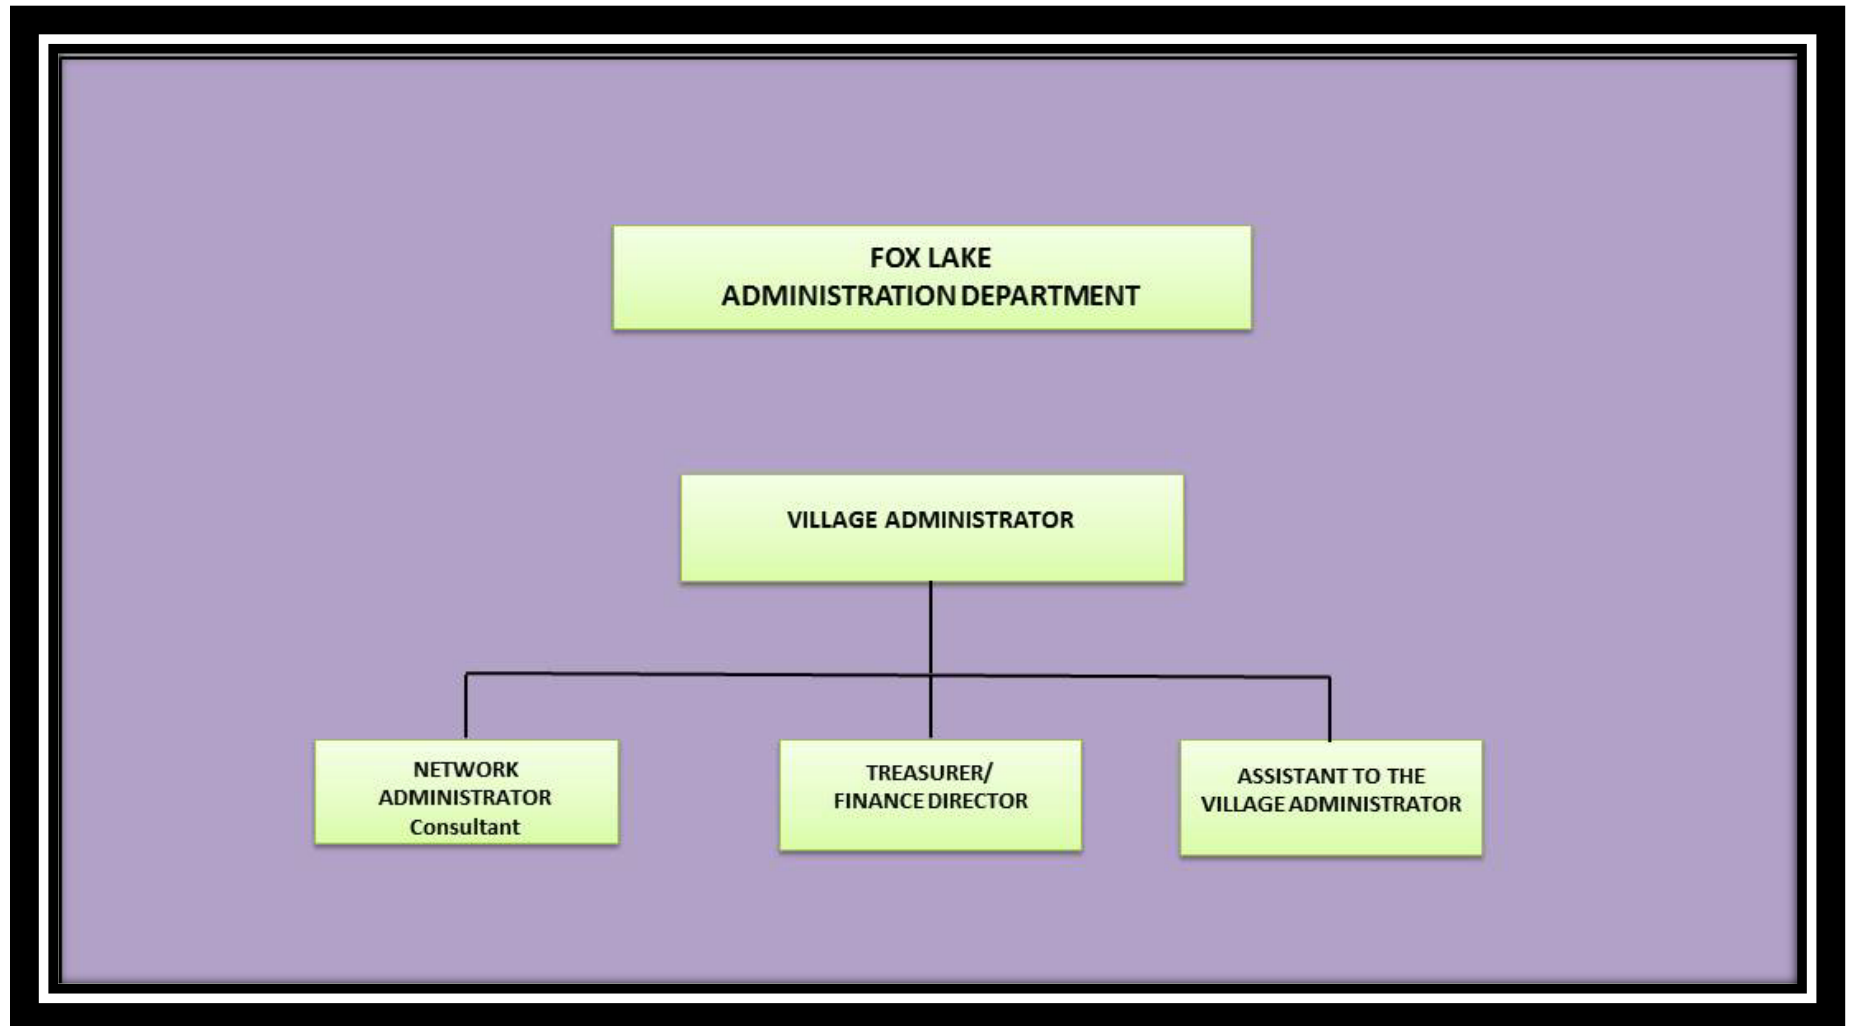 FOX LAKE
ADMINISTRATION DEPARTMENT
VILLAGE ADMINISTRATOR
NETWORK
ADMINISTRATOR
Consultant
TREASURER/
FINANCE DIRECTOR
ASSISTANT TO THE
VILLAGE ADMINISTRATOR